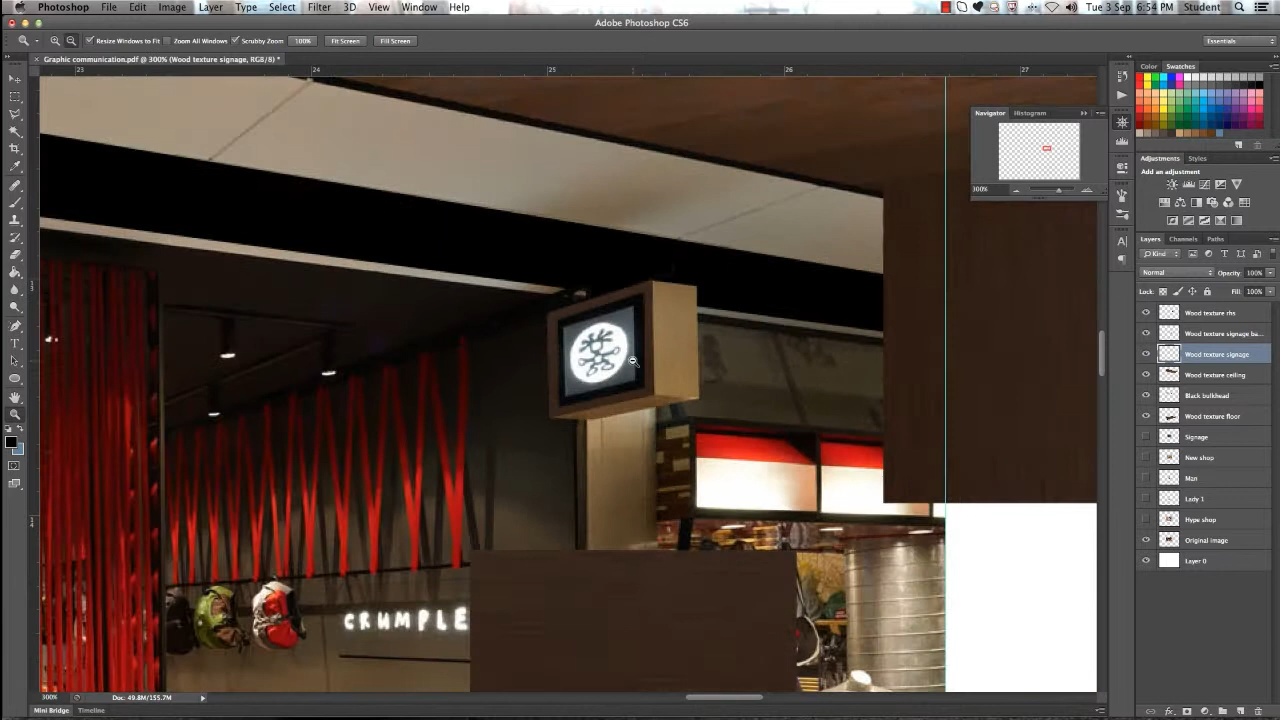 Photoshop File Edit Image Layer Type Select Filter 3D View Window Help
Tue 3 Sep 6:54 PM Student
Adobe Photoshop CS6
Resize Windows to Fit Zoom All Windows Scrubby Zoom 100% Fit Screen Fill Screen
Essentials
Graphic communication.pdf @ 300% (Wood texture signage, RGB/8) *
23 24 25 26 27
Color Swatches
Navigator Histogram
300%
Adjustments Styles
Add an adjustment
Layers Channels Paths
Kind
Normal Opacity: 100%
Lock: Fill: 100%
Wood texture rhs
Wood texture signage ba...
Wood texture signage
Wood texture ceiling
Black bulkhead
Wood texture floor
Signage
New shop
Man
Lady 1
Hype shop
Original image
Layer 0
CRUMPLE
300% Doc: 49.8M/155.7M
Mini Bridge Timeline